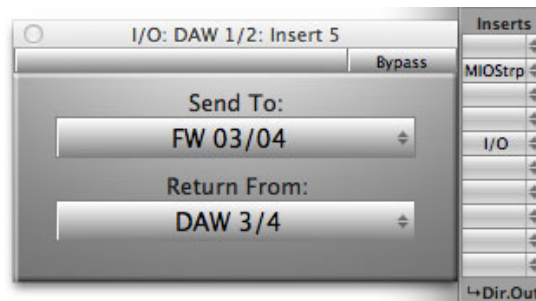 I/O: DAW 1/2: Insert 5
Bypass
Send To:
FW 03/04
Return From:
DAW 3/4
Inserts
MIOStrp
I/O
↪Dir.Out